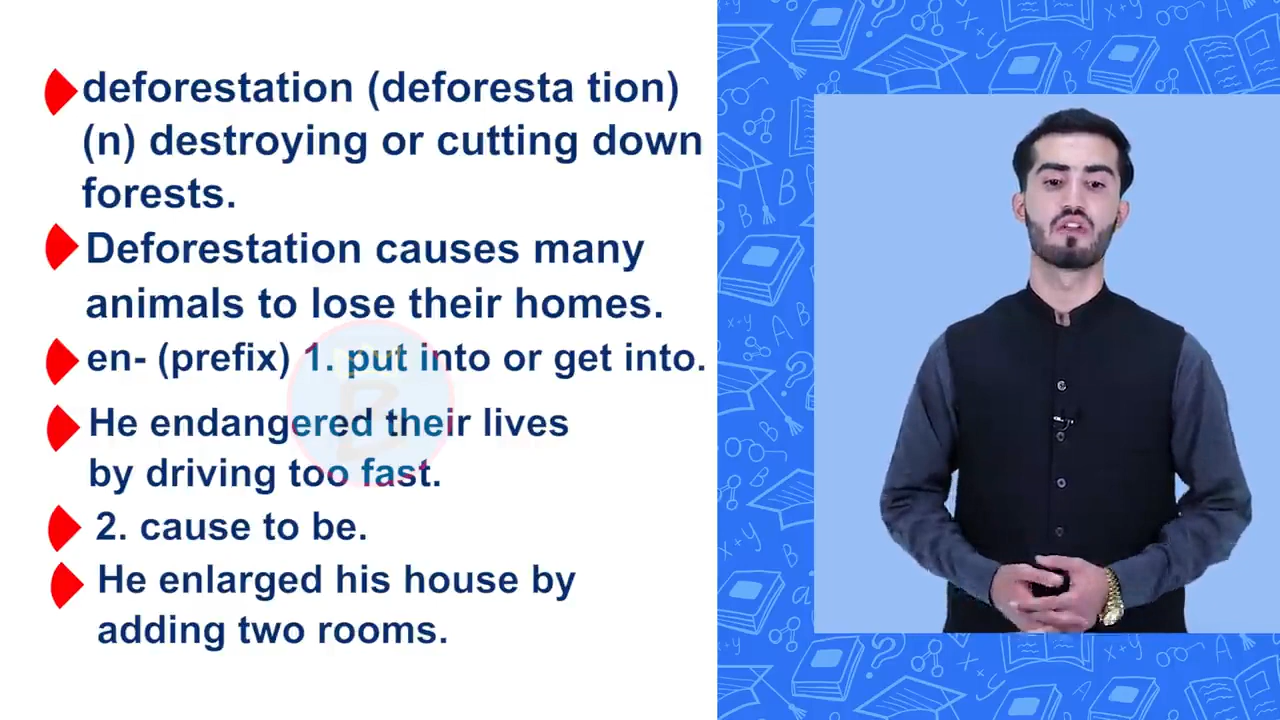 deforestation (deforesta tion)
(n) destroying or cutting down
forests.
Deforestation causes many
animals to lose their homes.
en- (prefix) 1. put into or get into.
He endangered their lives
by driving too fast.
2. cause to be.
He enlarged his house by
adding two rooms.